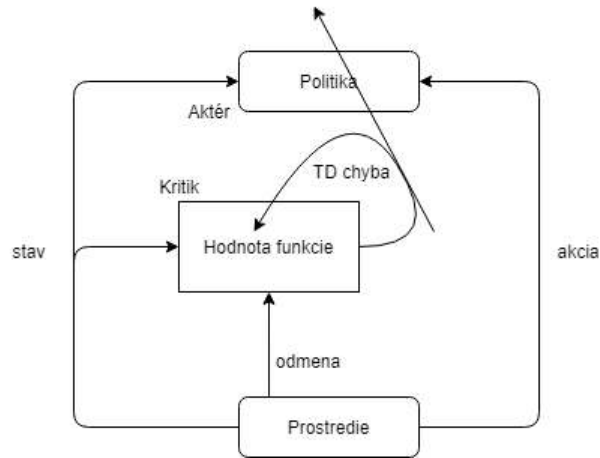 Politika
Aktér
TD chyba
Kritik
Hodnota funkcie
stav
akcia
odmena
Prostredie